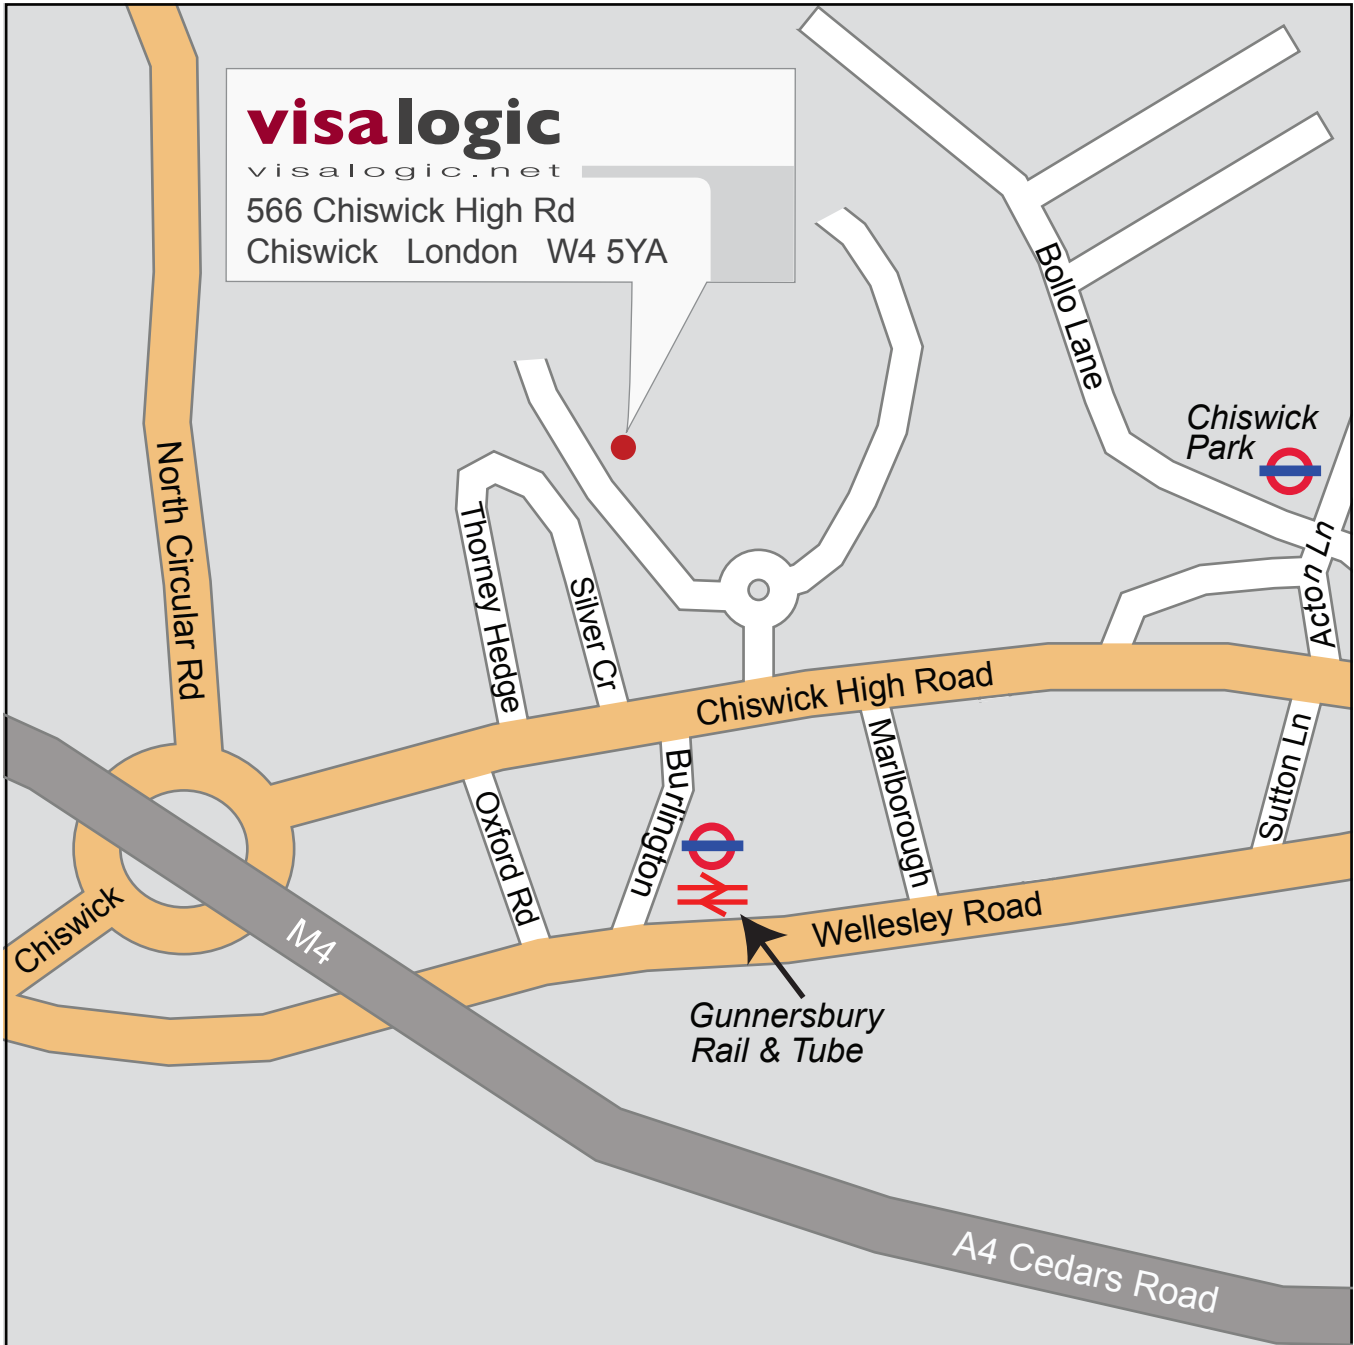 visalogic
visalogic.net
566 Chiswick High Rd
Chiswick London W4 5YA
Bollo Lane
Chiswick
Park
North Circular Rd
Thorney Hedge
Silver Cr
Acton Ln
Chiswick High Road
Burlington
Marlborough
Sutton Ln
Oxford Rd
Chiswick
M4
Wellesley Road
Gunnersbury
Rail & Tube
A4 Cedars Road